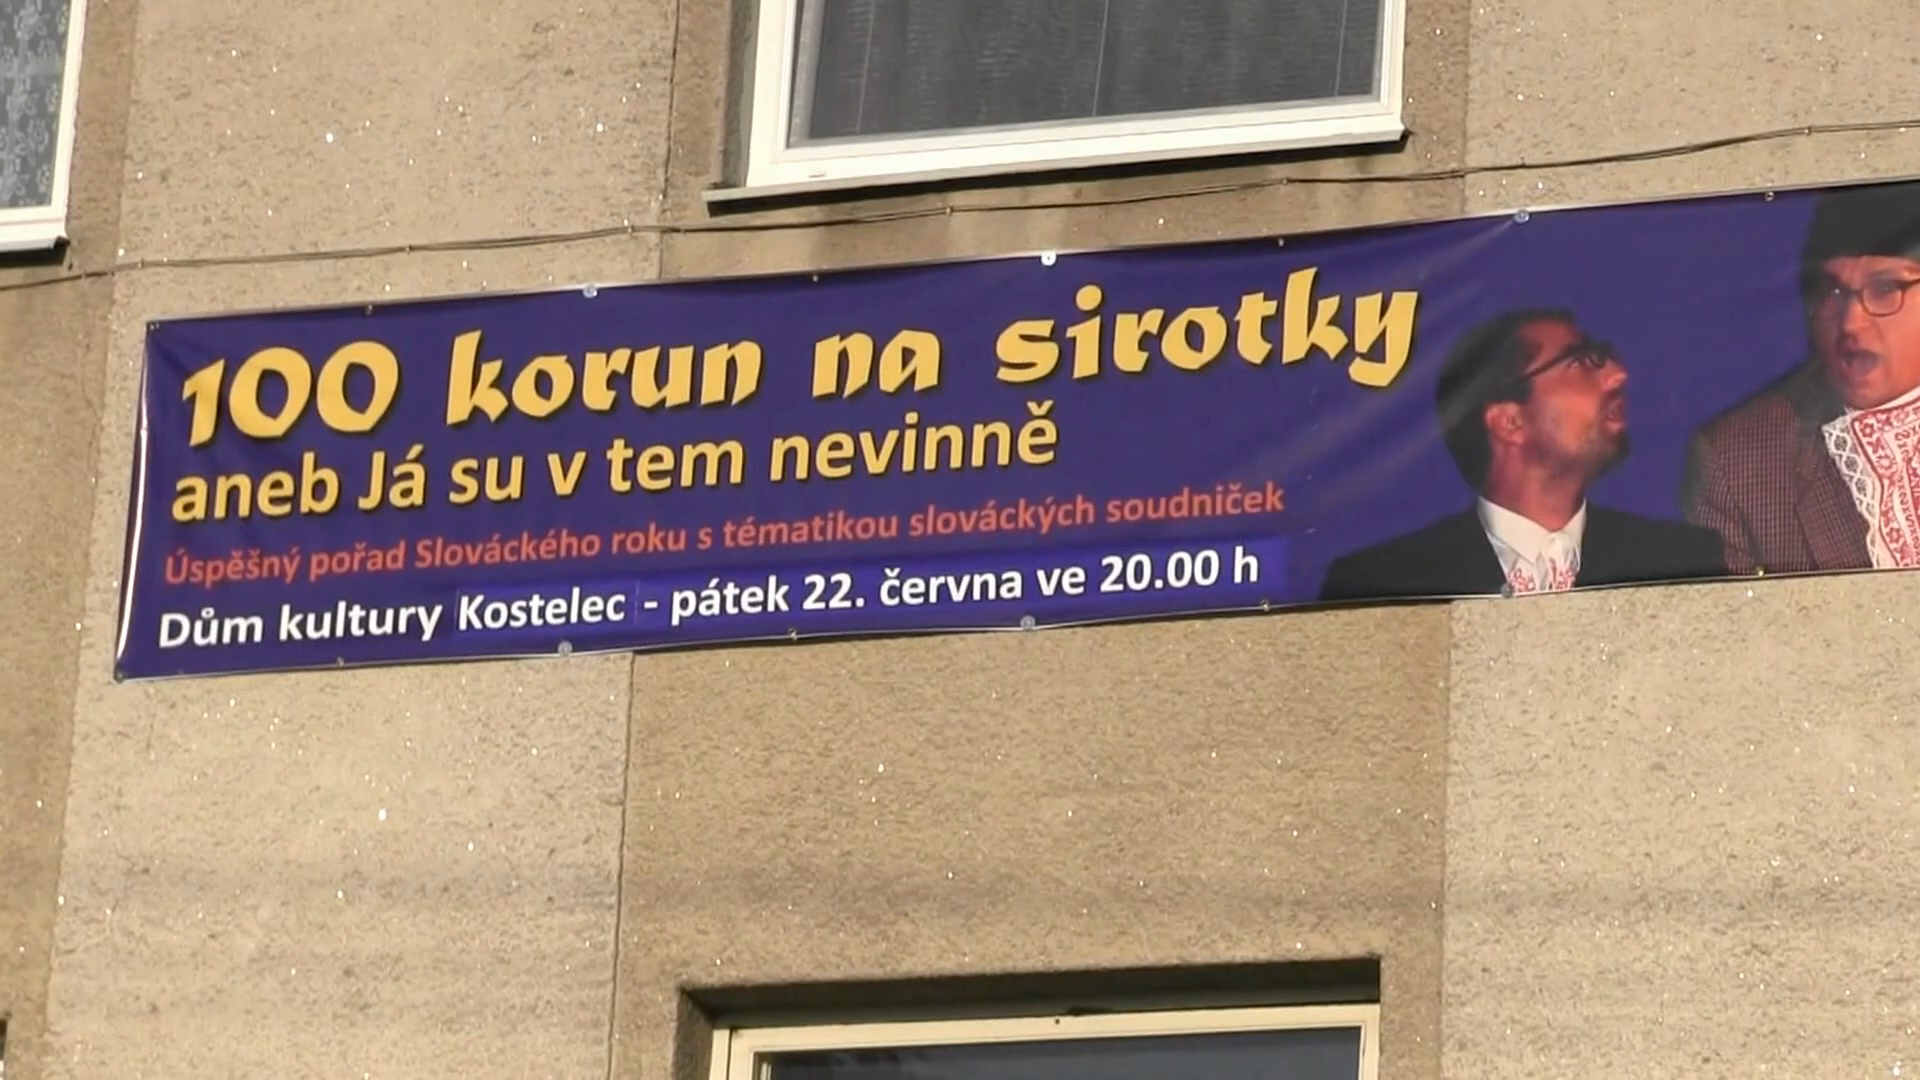 100 korun na sirotky
aneb Já su v tem nevinně
Úspěšný pořad Slováckého roku s tématikou slováckých soudniček
Dům kultury Kostelec - pátek 22. června ve 20.00 h